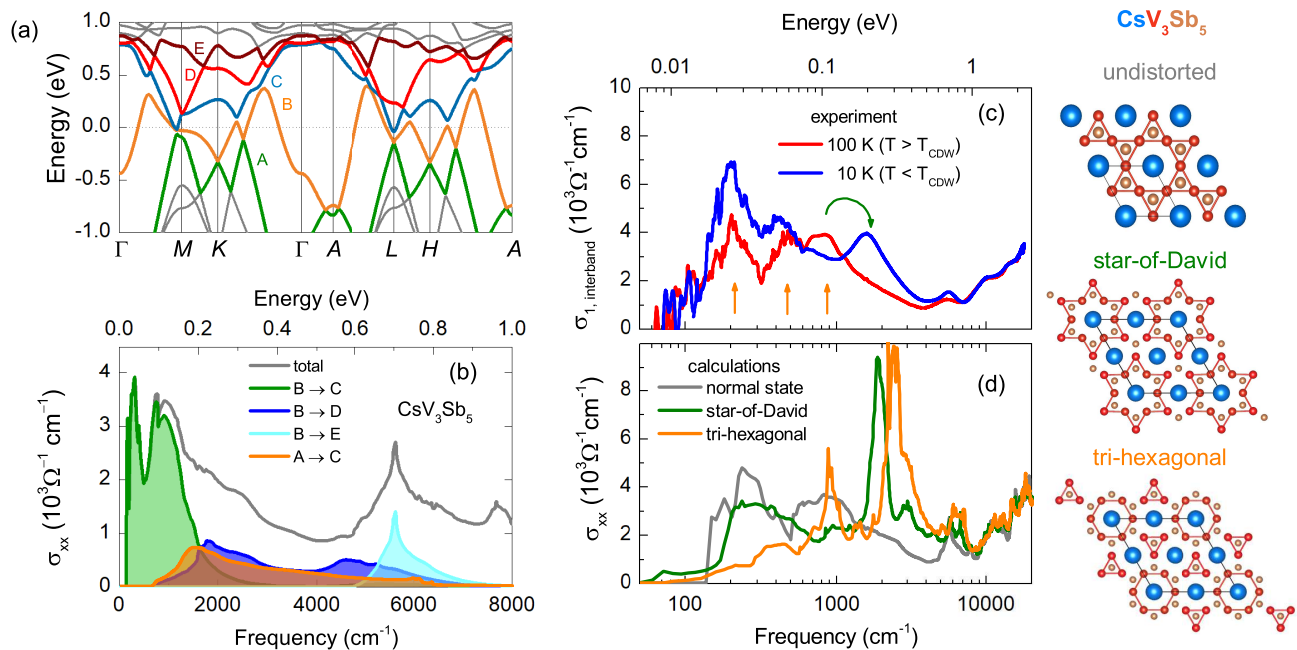 (a)
1.0
0.5
0.0
-0.5
-1.0
Energy (eV)
E
D
C
B
A
Γ
M
K
Γ
A
L
H
A
Energy (eV)
0.0
0.2
0.4
0.6
0.8
1.0
(b)
total
B → C
B → D
B → E
A → C
CsV3Sb5
4
3
2
1
0
σxx (10³Ω⁻¹ cm⁻¹)
0
2000
4000
6000
8000
Frequency (cm⁻¹)
Energy (eV)
0.01
0.1
1
(c)
experiment
100 K (T > TCDW)
10 K (T < TCDW)
10
8
6
4
2
0
σ1, interband (10³Ω⁻¹cm⁻¹)
(d)
calculations
normal state
star-of-David
tri-hexagonal
8
6
4
2
0
σxx (10³Ω⁻¹cm⁻¹)
100
1000
10000
Frequency (cm⁻¹)
CsV3Sb5
undistorted
star-of-David
tri-hexagonal